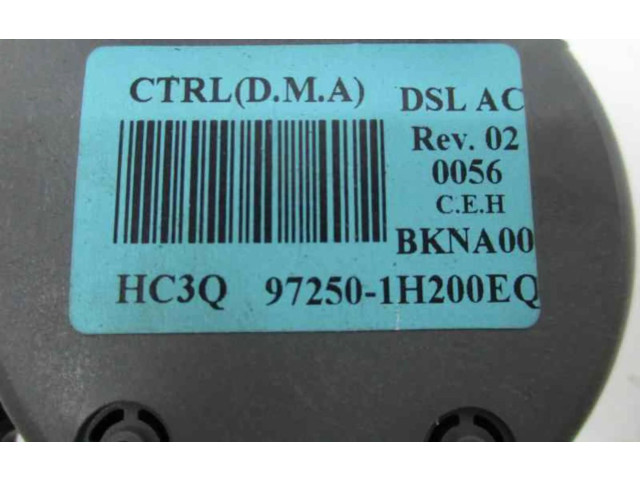 CTRL(D.M.A) DSL AC
Rev. 02
0056
C.E.H
BKNA00
HC3Q 97250-1H200EQ